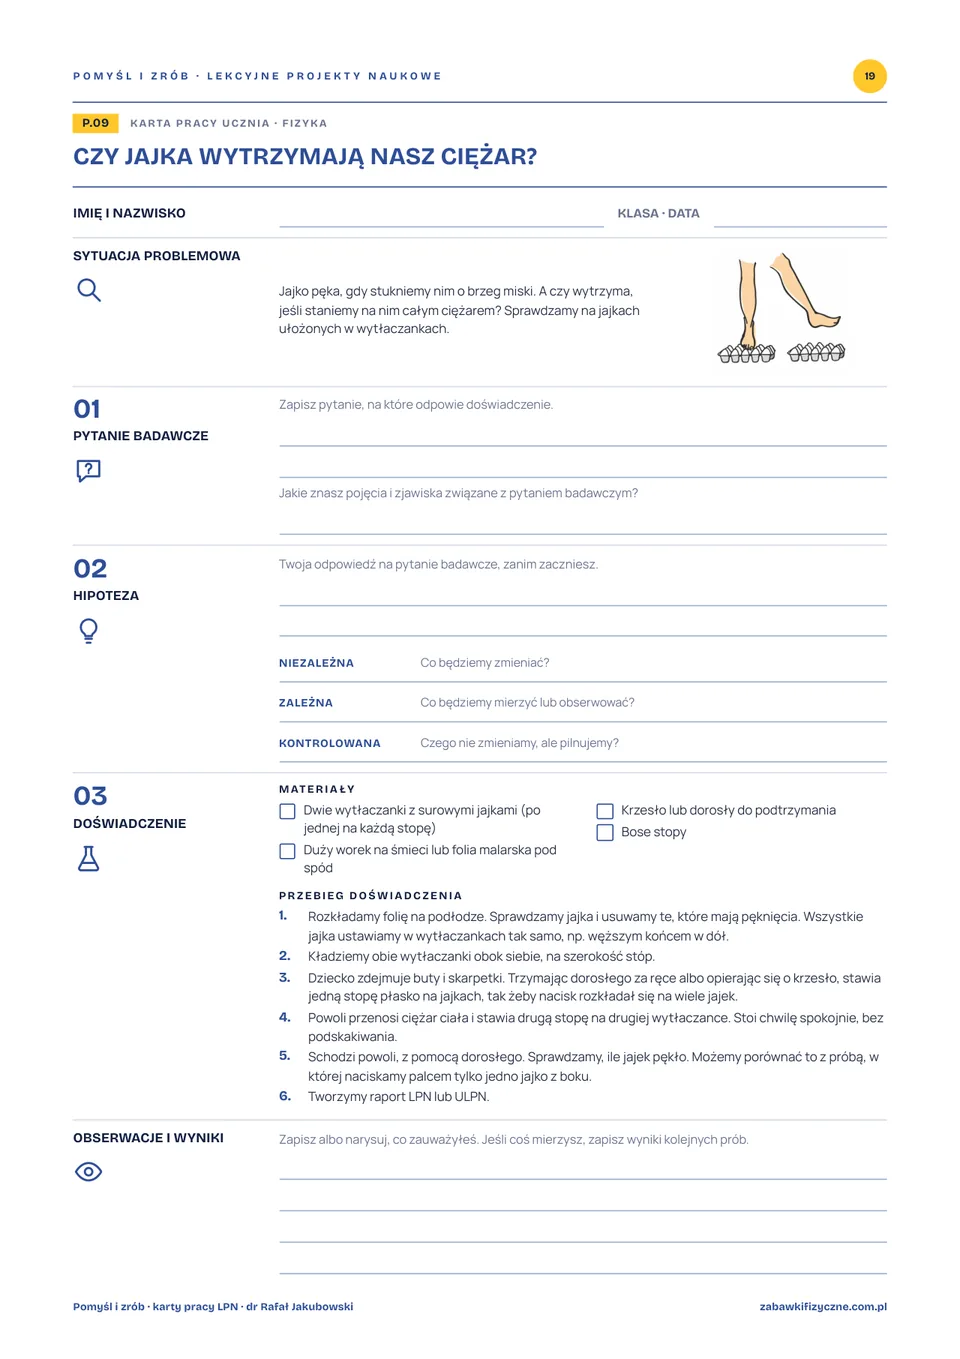 POMYŚL I ZRÓB · LEKCYJNE PROJEKTY NAUKOWE
19
P.09 KARTA PRACY UCZNIA · FIZYKA
CZY JAJKA WYTRZYMAJĄ NASZ CIĘŻAR?
IMIĘ I NAZWISKO
KLASA · DATA
SYTUACJA PROBLEMOWA
Jajko pęka, gdy stukniemy nim o brzeg miski. A czy wytrzyma,
jeśli staniemy na nim całym ciężarem? Sprawdzamy na jajkach
ułożonych w wytłaczankach.
01
PYTANIE BADAWCZE
Zapisz pytanie, na które odpowie doświadczenie.
Jakie znasz pojęcia i zjawiska związane z pytaniem badawczym?
02
HIPOTEZA
Twoja odpowiedź na pytanie badawcze, zanim zaczniesz.
NIEZALEŻNA Co będziemy zmieniać?
ZALEŻNA Co będziemy mierzyć lub obserwować?
KONTROLOWANA Czego nie zmieniamy, ale pilnujemy?
03
DOŚWIADCZENIE
MATERIAŁY
Dwie wytłaczanki z surowymi jajkami (po
jednej na każdą stopę)
Duży worek na śmieci lub folia malarska pod
spód
Krzesło lub dorosły do podtrzymania
Bose stopy
PRZEBIEG DOŚWIADCZENIA
1. Rozkładamy folię na podłodze. Sprawdzamy jajka i usuwamy te, które mają pęknięcia. Wszystkie
jajka ustawiamy w wytłaczankach tak samo, np. węższym końcem w dół.
2. Kładziemy obie wytłaczanki obok siebie, na szerokość stóp.
3. Dziecko zdejmuje buty i skarpetki. Trzymając dorosłego za ręce albo opierając się o krzesło, stawia
jedną stopę płasko na jajkach, tak żeby nacisk rozkładał się na wiele jajek.
4. Powoli przenosi ciężar ciała i stawia drugą stopę na drugiej wytłaczance. Stoi chwilę spokojnie, bez
podskakiwania.
5. Schodzi powoli, z pomocą dorosłego. Sprawdzamy, ile jajek pękło. Możemy porównać to z próbą, w
której naciskamy palcem tylko jedno jajko z boku.
6. Tworzymy raport LPN lub ULPN.
OBSERWACJE I WYNIKI
Zapisz albo narysuj, co zauważyłeś. Jeśli coś mierzysz, zapisz wyniki kolejnych prób.
Pomyśl i zrób · karty pracy LPN · dr Rafał Jakubowski
zabawkifizyczne.com.pl